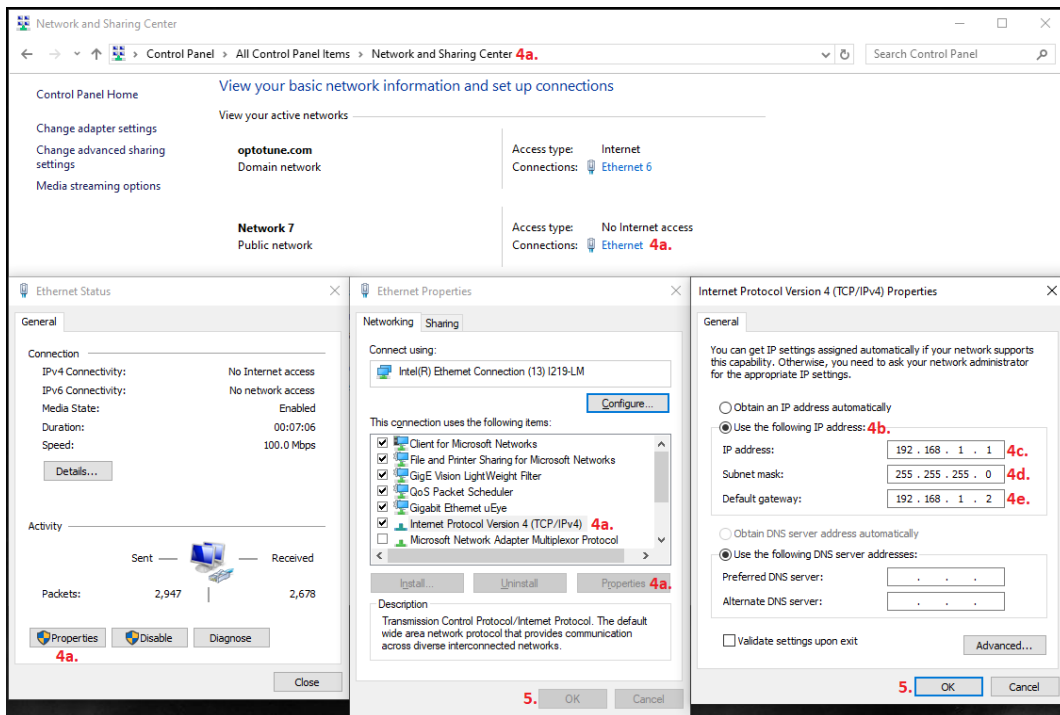 Network and Sharing Center
Control Panel > All Control Panel Items > Network and Sharing Center 4a.
Search Control Panel
Control Panel Home
Change adapter settings
Change advanced sharing
settings
Media streaming options
View your basic network information and set up connections
View your active networks
optotune.com
Domain network
Access type: Internet
Connections: Ethernet 6
Network 7
Public network
Access type: No Internet access
Connections: Ethernet 4a.
Ethernet Status
General
Connection
IPv4 Connectivity: No Internet access
IPv6 Connectivity: No network access
Media State: Enabled
Duration: 00:07:06
Speed: 100.0 Mbps
Details...
Activity
Sent — — Received
Packets: 2,947 2,678
Properties Disable Diagnose
4a.
Close
Ethernet Properties
Networking Sharing
Connect using:
Intel(R) Ethernet Connection (13) I219-LM
Configure...
This connection uses the following items:
Client for Microsoft Networks
File and Printer Sharing for Microsoft Networks
GigE Vision LightWeight Filter
QoS Packet Scheduler
Gigabit Ethernet uEye
Internet Protocol Version 4 (TCP/IPv4) 4a.
Microsoft Network Adapter Multiplexor Protocol
Install... Uninstall Properties 4a.
Description
Transmission Control Protocol/Internet Protocol. The default
wide area network protocol that provides communication
across diverse interconnected networks.
5. OK Cancel
Internet Protocol Version 4 (TCP/IPv4) Properties
General
You can get IP settings assigned automatically if your network supports
this capability. Otherwise, you need to ask your network administrator
for the appropriate IP settings.
Obtain an IP address automatically
Use the following IP address: 4b.
IP address: 192 . 168 . 1 . 1 4c.
Subnet mask: 255 . 255 . 255 . 0 4d.
Default gateway: 192 . 168 . 1 . 2 4e.
Obtain DNS server address automatically
Use the following DNS server addresses:
Preferred DNS server: . . .
Alternate DNS server: . . .
Validate settings upon exit
Advanced...
5. OK Cancel